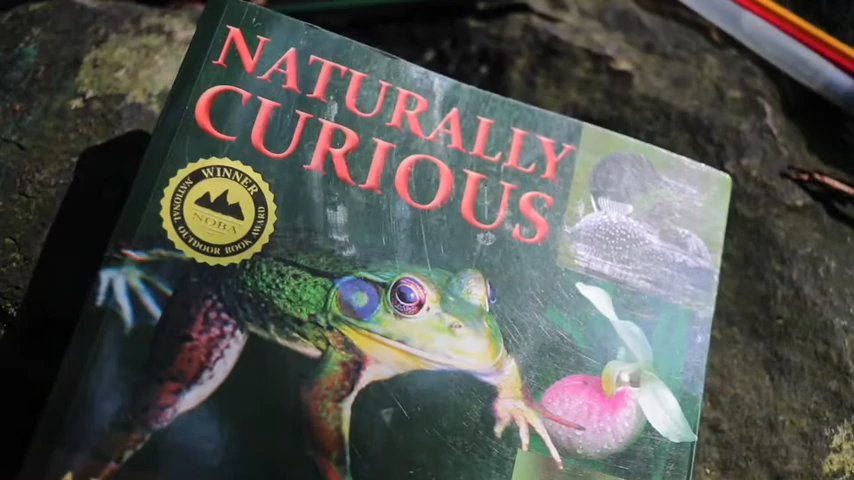 NATURALLY
CURIOUS
WINNER
NOBA
NATIONAL
OUTDOOR BOOK AWARD